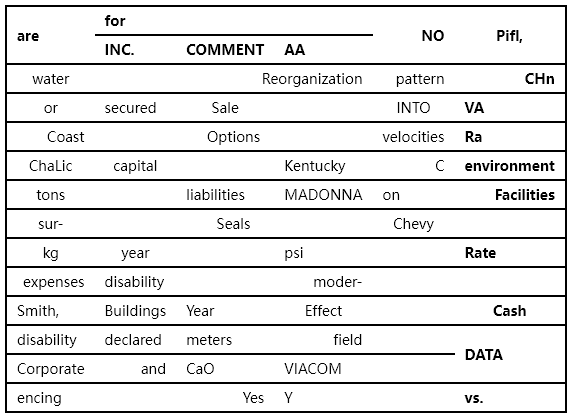 are for NO Pifl,
INC. COMMENT AA
water Reorganization pattern CHn
or secured Sale INTO VA
Coast Options velocities Ra
ChaLic capital Kentucky C environment
tons liabilities MADONNA on Facilities
sur- Seals Chevy
kg year psi Rate
expenses disability moder-
Smith, Buildings Year Effect Cash
disability declared meters field DATA
Corporate and CaO VIACOM
encing Yes Y vs.